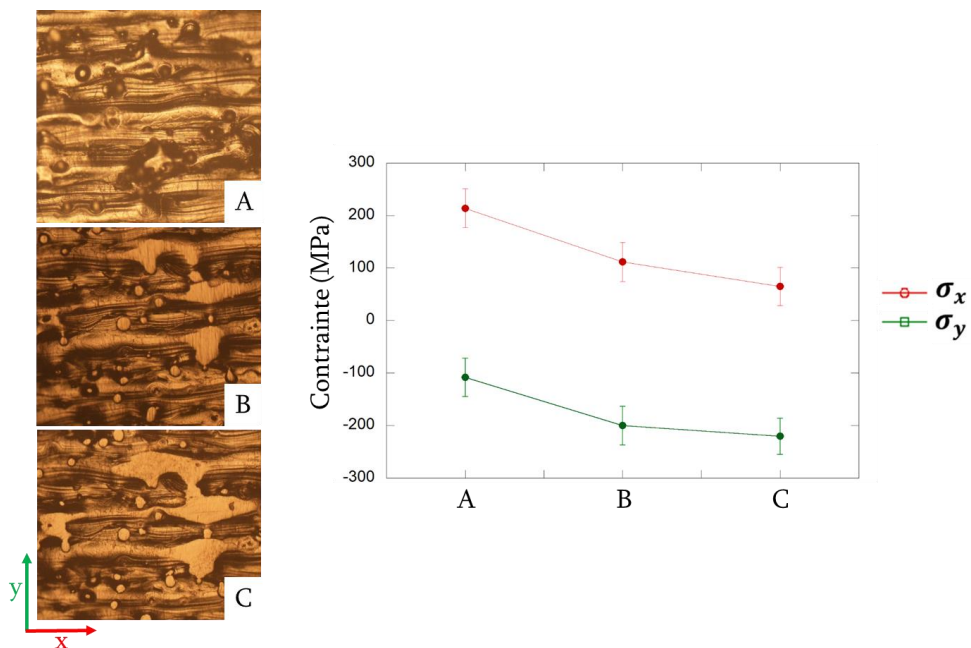 A
B
C
y
x
Contrainte (MPa)
300
200
100
0
-100
-200
-300
A
B
C
σx
σy